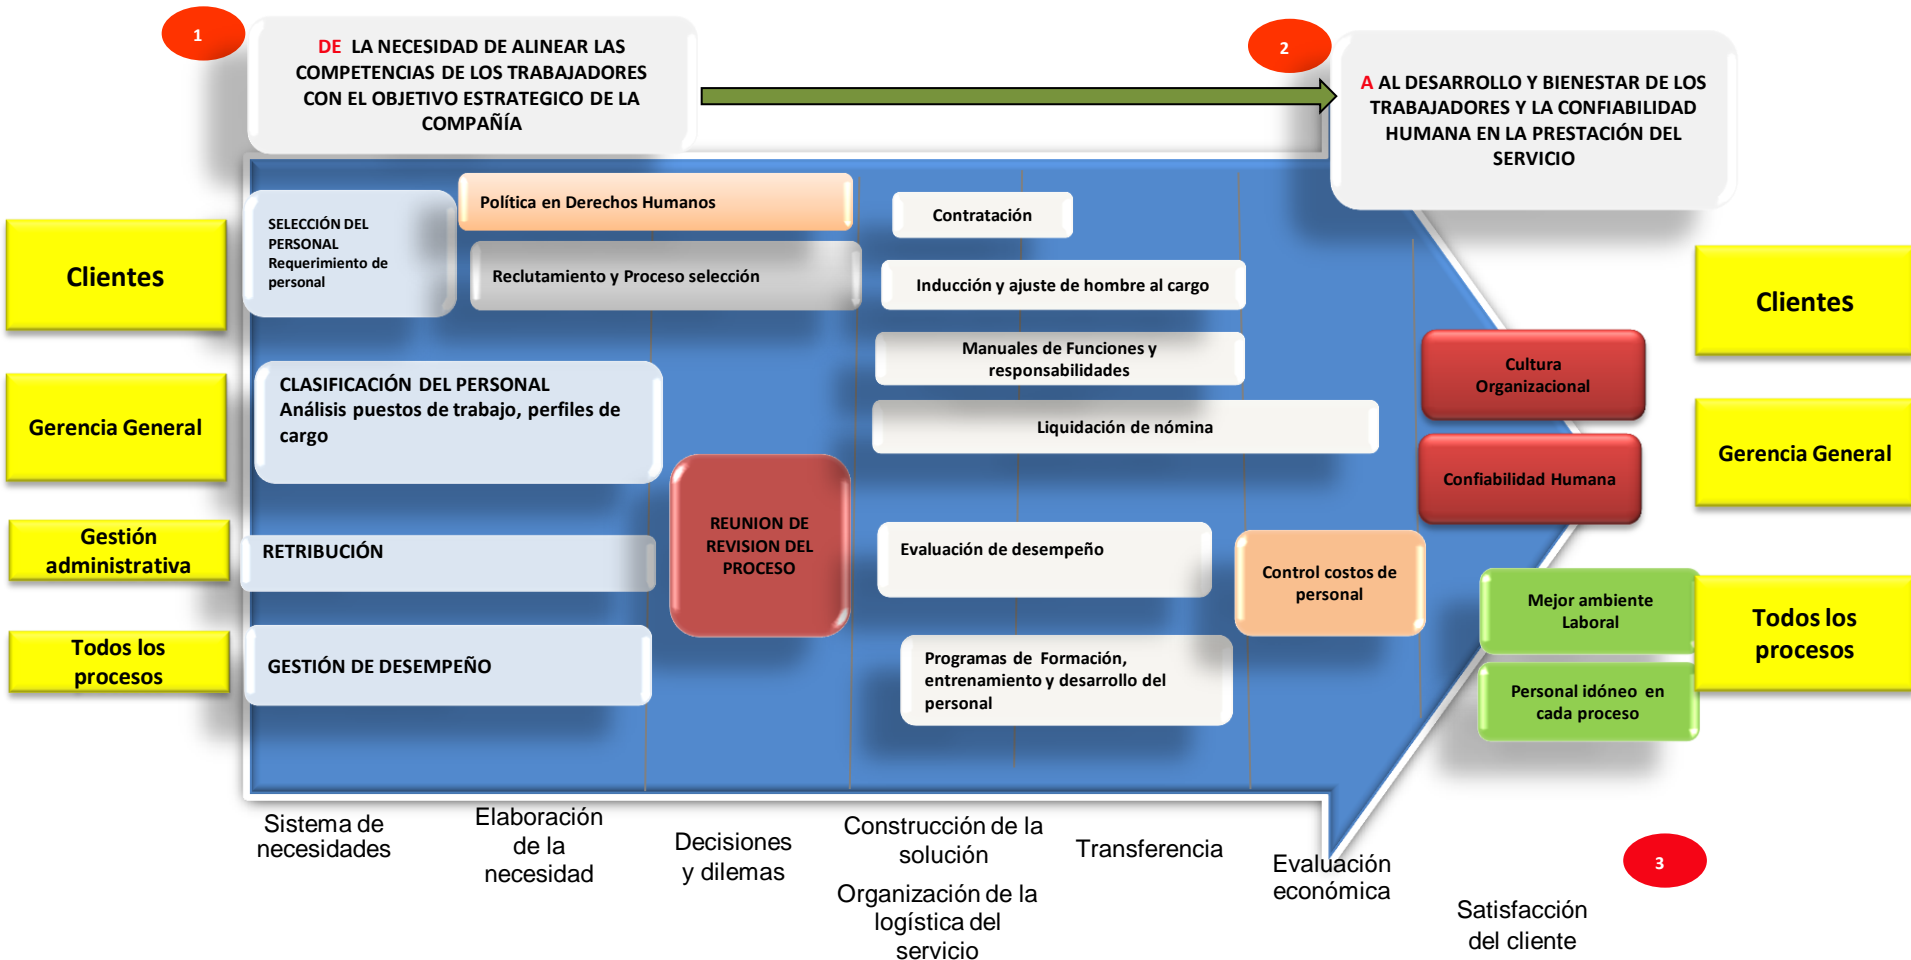 1
DE LA NECESIDAD DE ALINEAR LAS
COMPETENCIAS DE LOS TRABAJADORES
CON EL OBJETIVO ESTRATEGICO DE LA
COMPAÑÍA
2
A AL DESARROLLO Y BIENESTAR DE LOS
TRABAJADORES Y LA CONFIABILIDAD
HUMANA EN LA PRESTACIÓN DEL
SERVICIO
Clientes
Gerencia General
Gestión
administrativa
Todos los
procesos
SELECCIÓN DEL
PERSONAL
Requerimiento de
personal
Política en Derechos Humanos
Reclutamiento y Proceso selección
CLASIFICACIÓN DEL PERSONAL
Análisis puestos de trabajo, perfiles de
cargo
RETRIBUCIÓN
GESTIÓN DE DESEMPEÑO
REUNION DE
REVISION DEL
PROCESO
Contratación
Inducción y ajuste de hombre al cargo
Manuales de Funciones y
responsabilidades
Liquidación de nómina
Evaluación de desempeño
Programas de Formación,
entrenamiento y desarrollo del
personal
Control costos de
personal
Cultura
Organizacional
Confiabilidad Humana
Mejor ambiente
Laboral
Personal idóneo en
cada proceso
Clientes
Gerencia General
Todos los
procesos
Sistema de
necesidades
Elaboración
de la
necesidad
Decisiones
y dilemas
Construcción de la
solución
Organización de la
logística del
servicio
Transferencia
Evaluación
económica
3
Satisfacción
del cliente